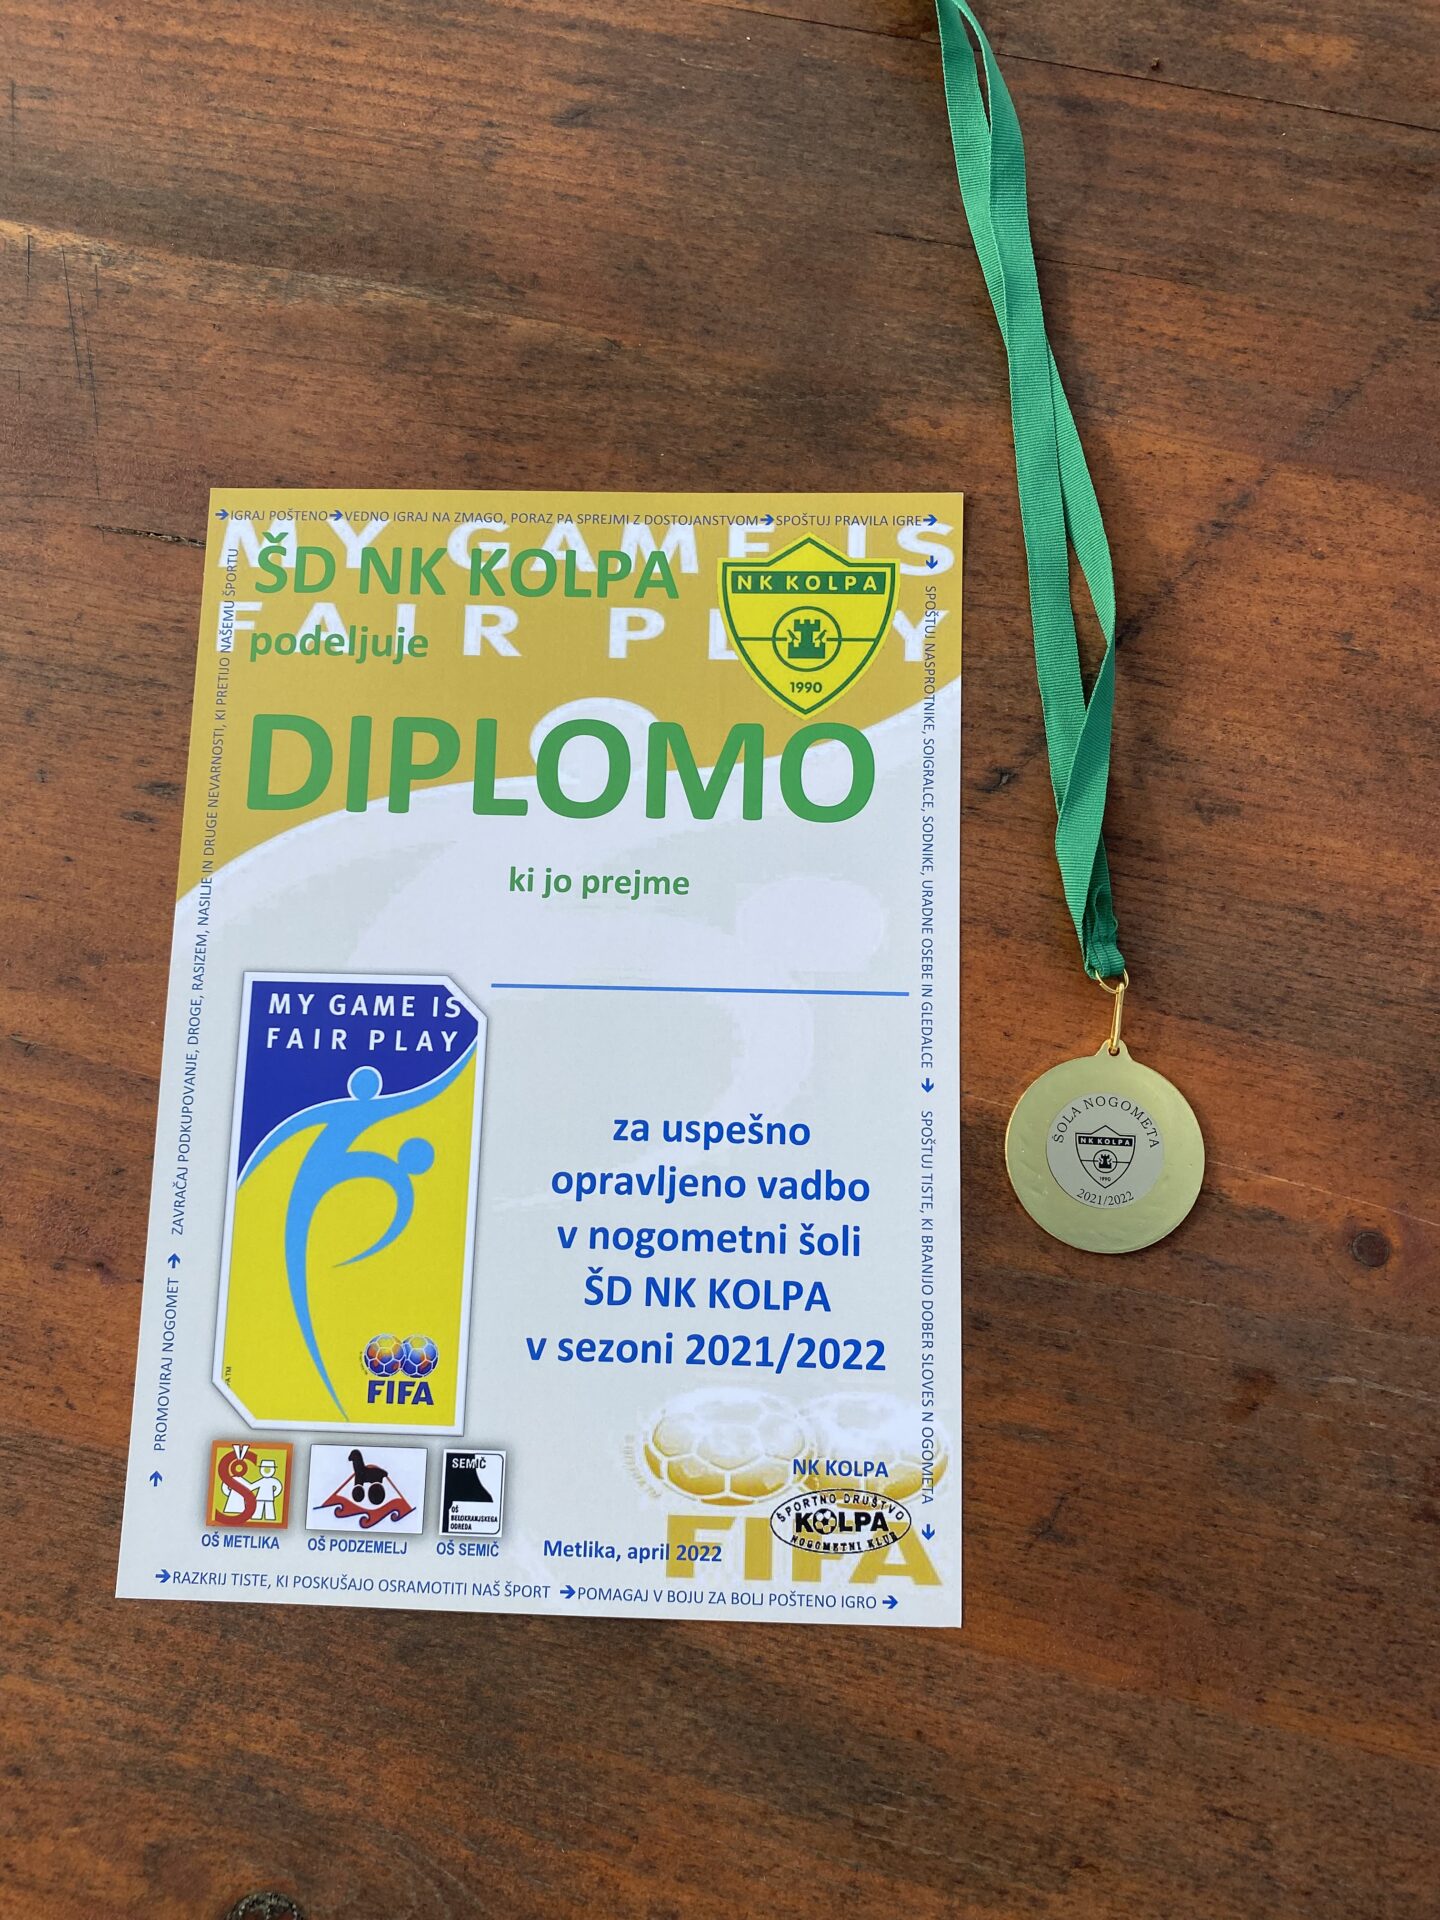 →IGRAJ POŠTENO→VEDNO IGRAJ NA ZMAGO, PORAZ PA SPREJMI Z DOSTOJANSTVOM→SPOŠTUJ PRAVILA IGRE→
MY GAME IS
FAIR PLAY
ŠD NK KOLPA
podeljuje
NK KOLPA
1990
DIPLOMO
ki jo prejme
MY GAME IS
FAIR PLAY
FIFA
za uspešno
opravljeno vadbo
v nogometni šoli
ŠD NK KOLPA
v sezoni 2021/2022
→ SPOŠTUJ NASPROTNIKE, SOIGRALCE, SODNIKE, URADNE OSEBE IN GLEDALCE → SPOŠTUJ TISTE, KI BRANIJO DOBER SLOVES N OGOMETA →
→ PROMOVIRAJ NOGOMET → ZAVRAČAJ PODKUPOVANJE, DROGE, RASIZEM, NASILJE IN DRUGE NEVARNOSTI, KI PRETIJO NAŠEMU ŠPORTU
Š
SEMIČ
OŠ
BELOKRANJSKEGA
ODREDA
OŠ METLIKA
OŠ PODZEMELJ
OŠ SEMIČ
NK KOLPA
ŠPORTNO DRUŠTVO
KOLPA
NOGOMETNI KLUB
FIFA
Metlika, april 2022
→RAZKRIJ TISTE, KI POSKUŠAJO OSRAMOTITI NAŠ ŠPORT →POMAGAJ V BOJU ZA BOLJ POŠTENO IGRO →
ŠOLA NOGOMETA
NK KOLPA
1990
2021/2022